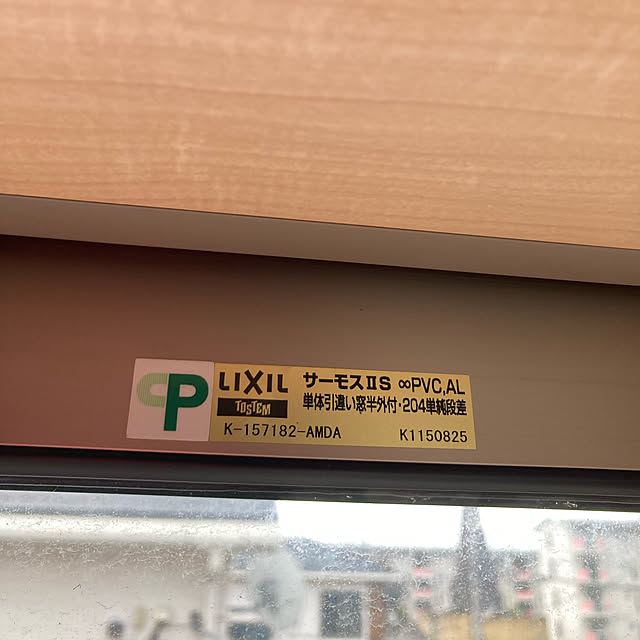 CP
LIXIL サーモスⅡS ∞PVC,AL
TOSTEM 単体引違い窓半外付・204単純段差
K-157182-AMDA K1150825